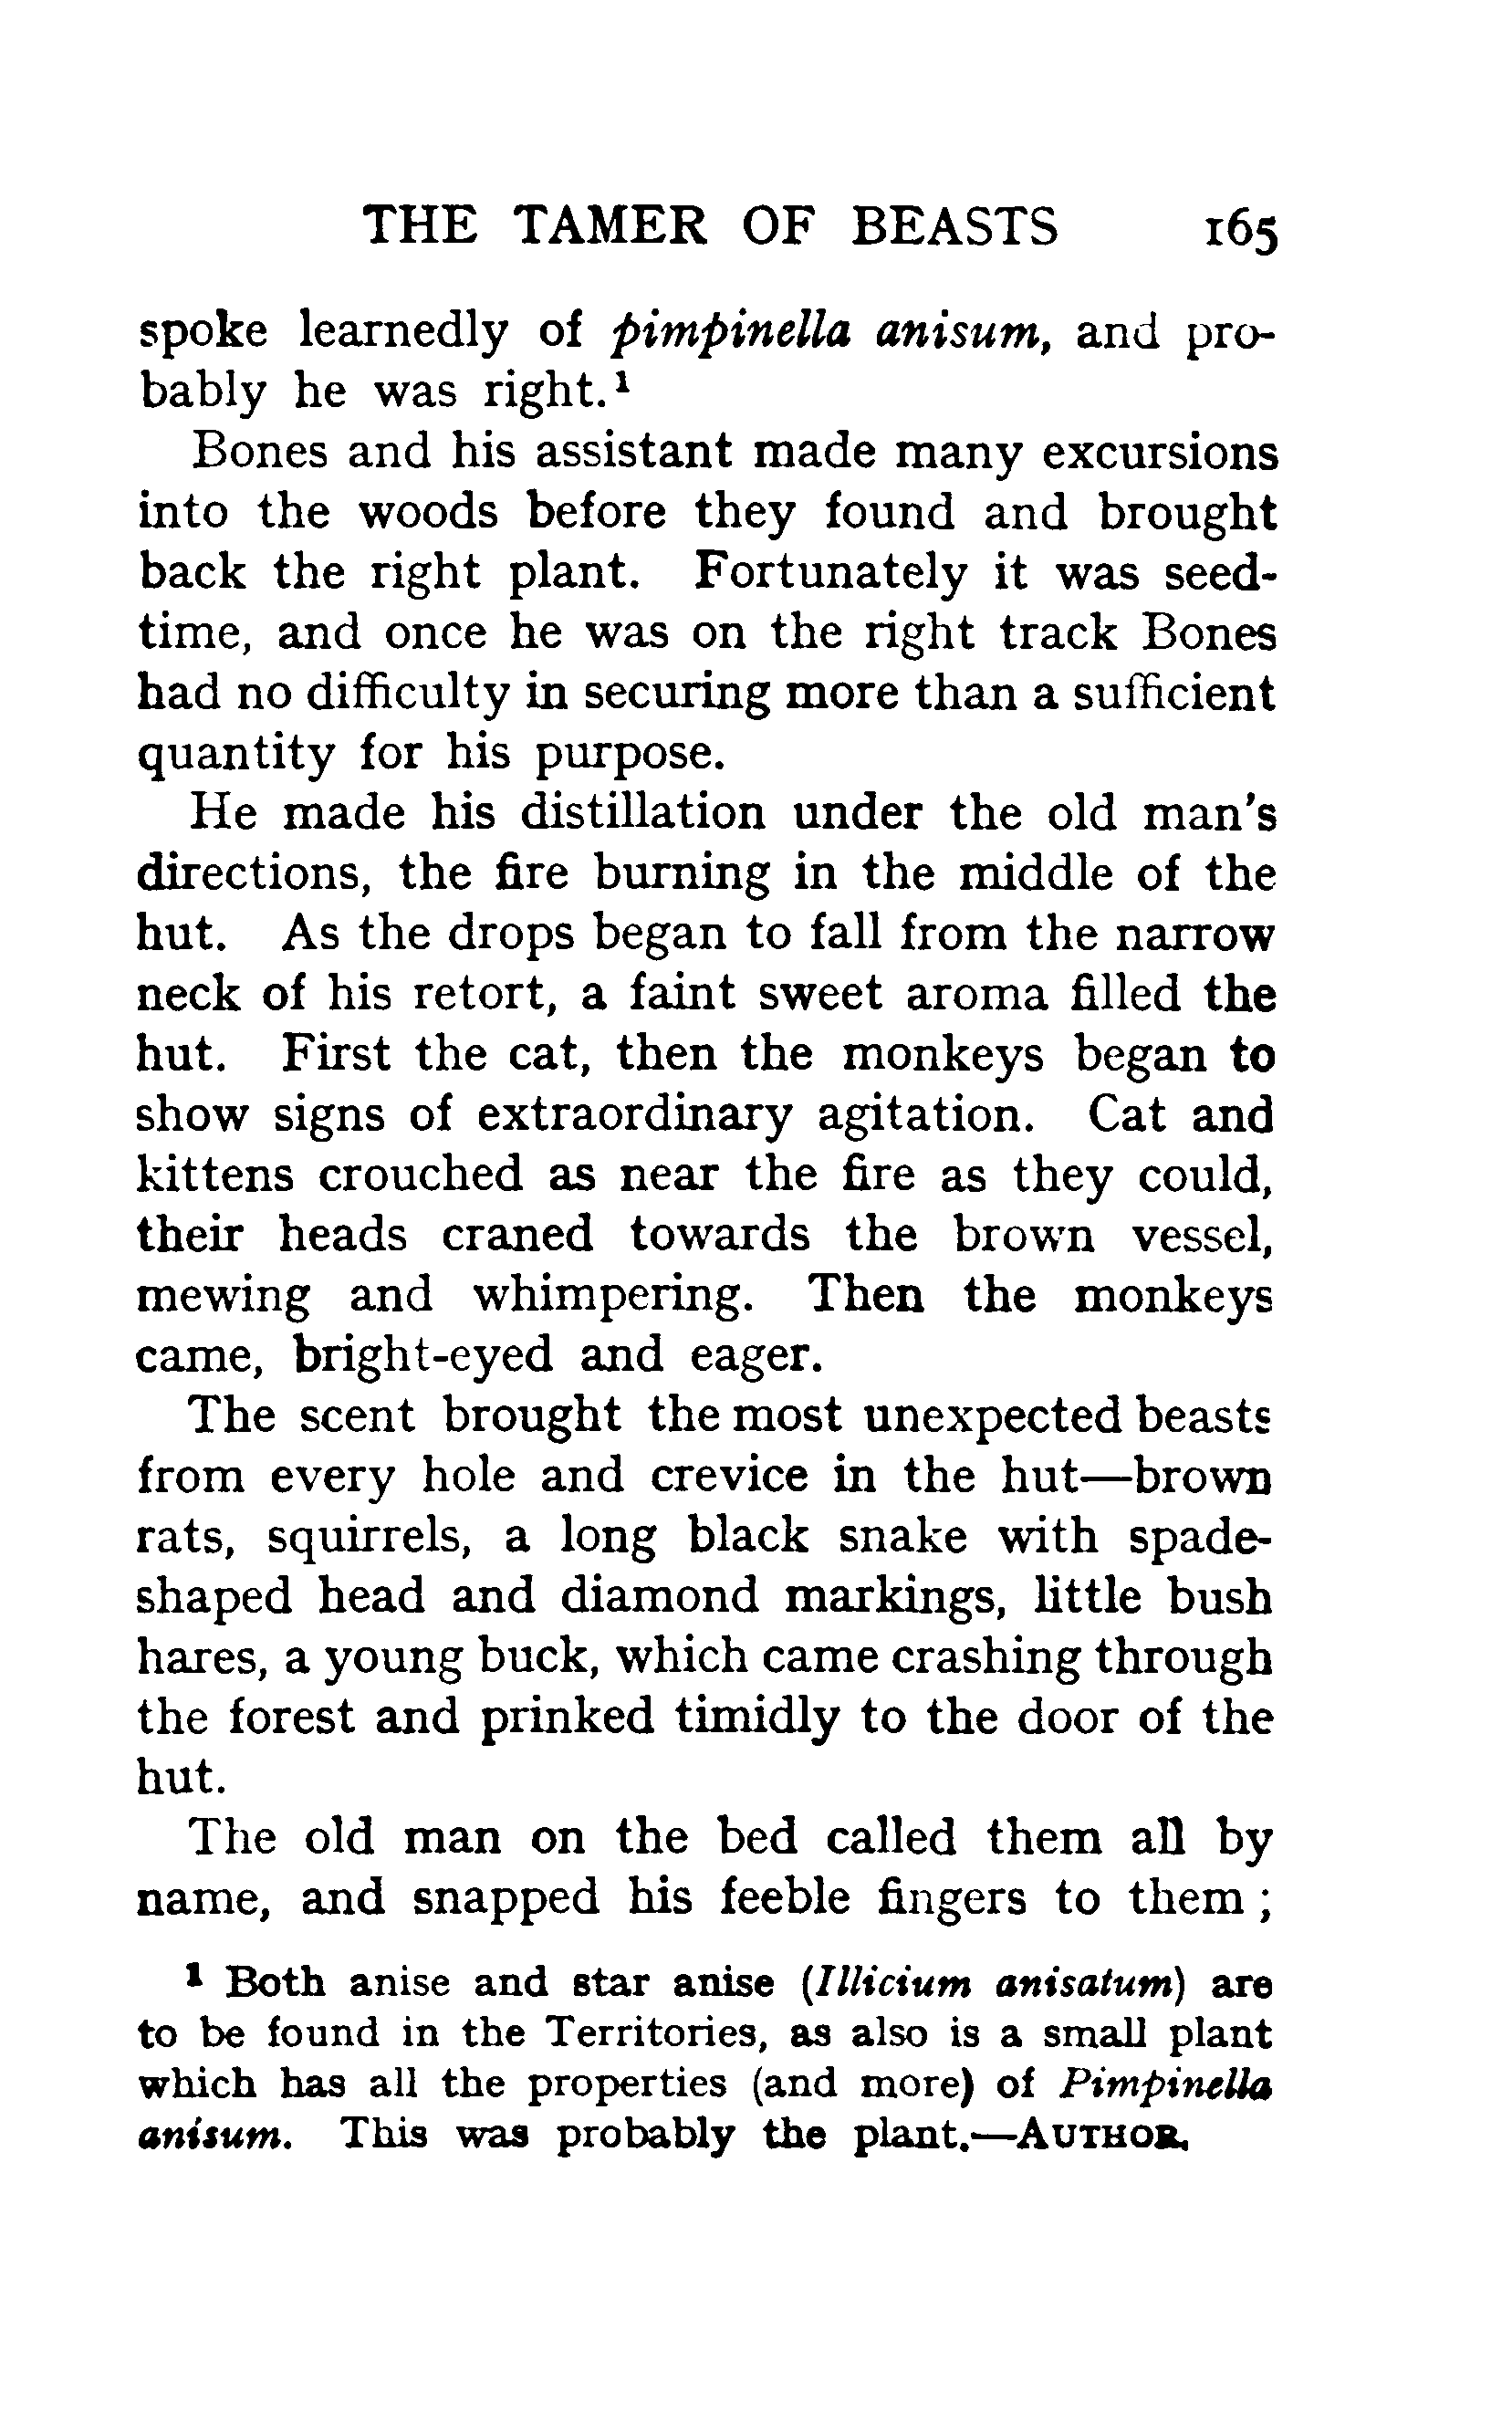 THE TAMER OF BEASTS 165
spoke learnedly of pimpinella anisum, and pro-
bably he was right.¹
Bones and his assistant made many excursions
into the woods before they found and brought
back the right plant. Fortunately it was seed-
time, and once he was on the right track Bones
had no difficulty in securing more than a sufficient
quantity for his purpose.
He made his distillation under the old man's
directions, the fire burning in the middle of the
hut. As the drops began to fall from the narrow
neck of his retort, a faint sweet aroma filled the
hut. First the cat, then the monkeys began to
show signs of extraordinary agitation. Cat and
kittens crouched as near the fire as they could,
their heads craned towards the brown vessel,
mewing and whimpering. Then the monkeys
came, bright-eyed and eager.
The scent brought the most unexpected beasts
from every hole and crevice in the hut—brown
rats, squirrels, a long black snake with spade-
shaped head and diamond markings, little bush
hares, a young buck, which came crashing through
the forest and prinked timidly to the door of the
hut.
The old man on the bed called them all by
name, and snapped his feeble fingers to them ;
¹ Both anise and star anise (Illicium anisatum) are
to be found in the Territories, as also is a small plant
which has all the properties (and more) of Pimpinella
anisum. This was probably the plant.—AUTHOR.